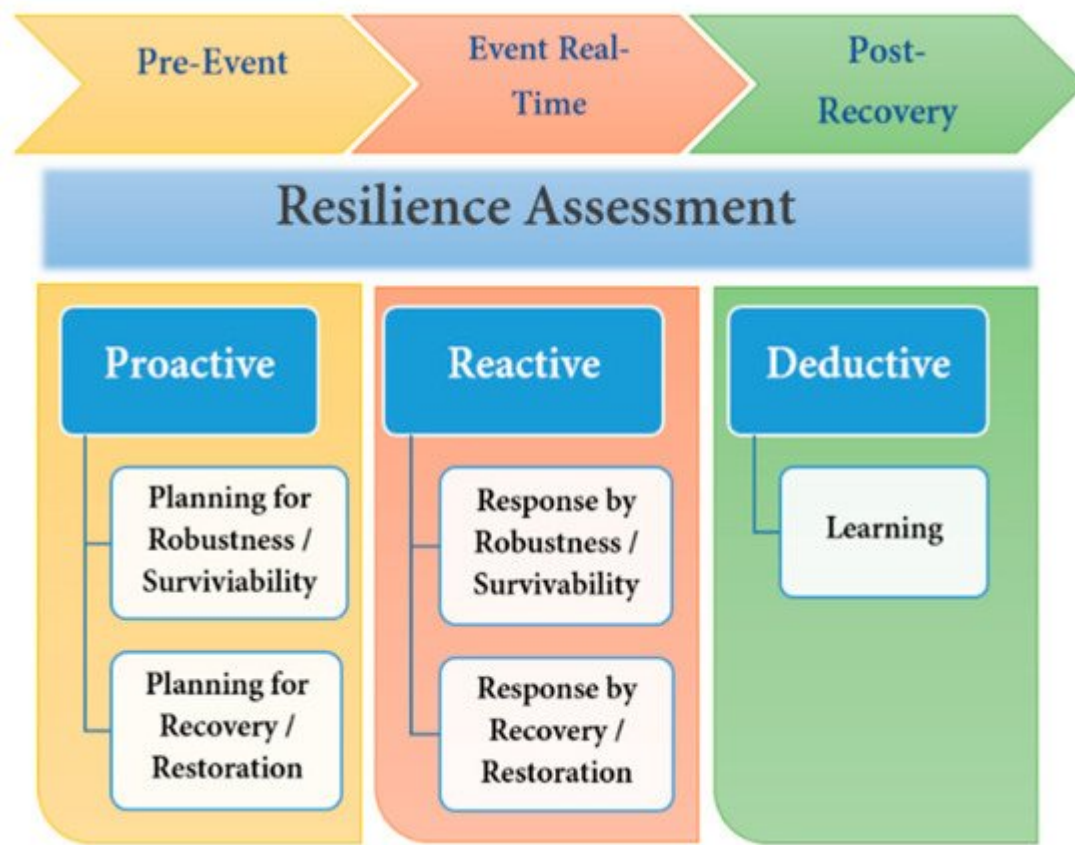 Pre-Event
Event Real-
Time
Post-
Recovery
Resilience Assessment
Proactive
Planning for
Robustness /
Surviviability
Planning for
Recovery /
Restoration
Reactive
Response by
Robustness /
Survivability
Response by
Recovery /
Restoration
Deductive
Learning